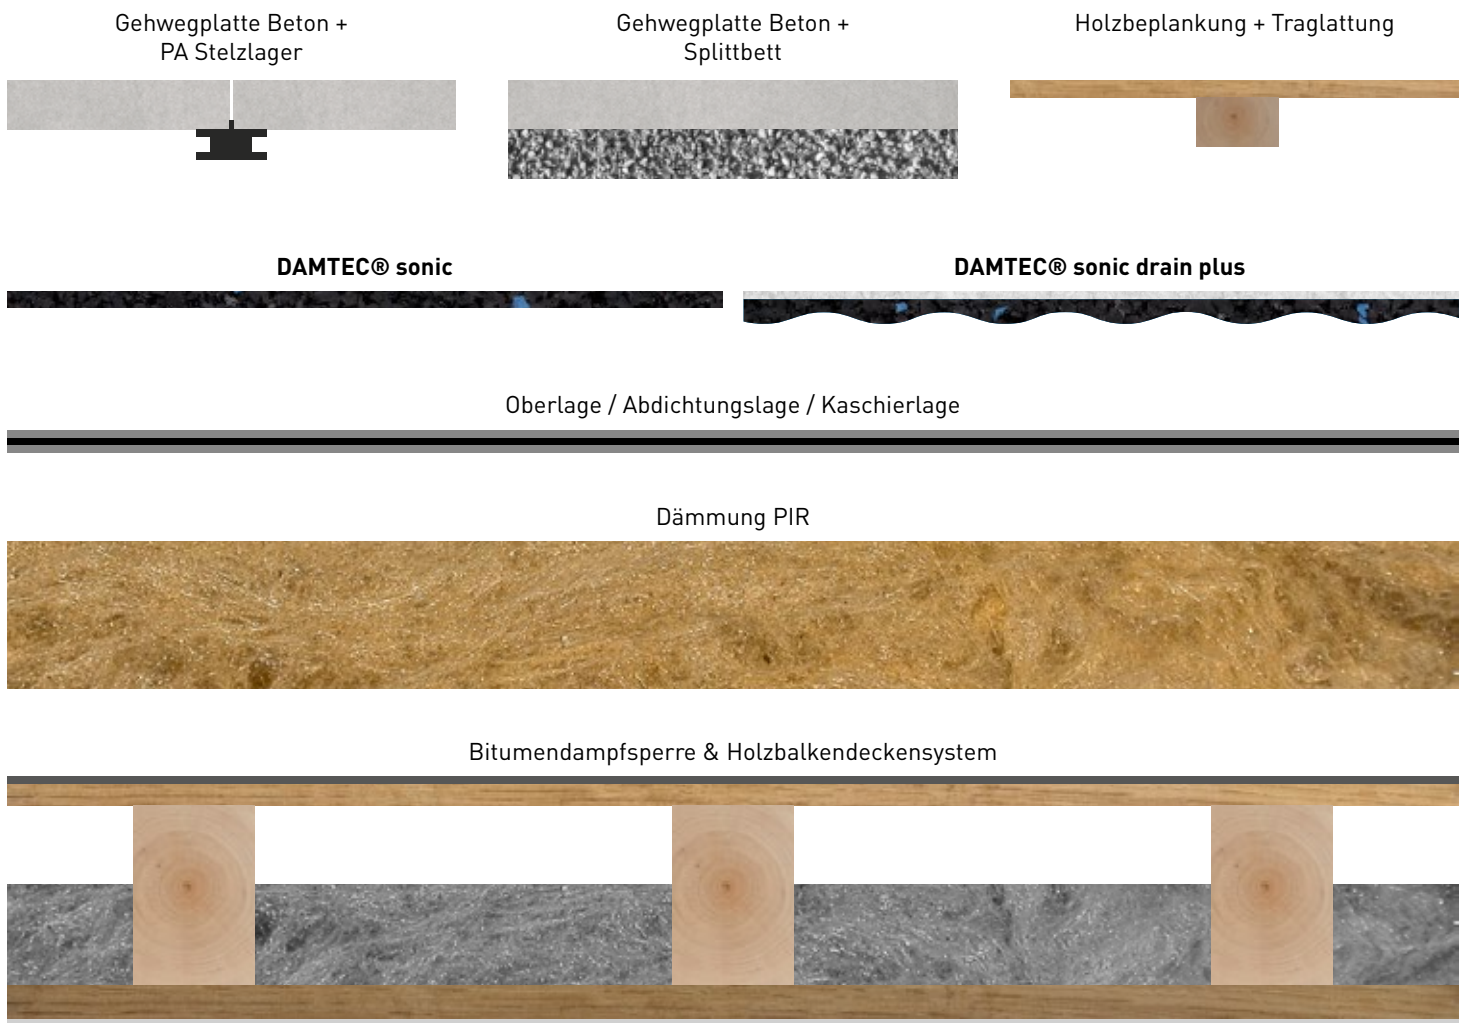 Gehwegplatte Beton +
PA Stelzlager
Gehwegplatte Beton +
Splittbett
Holzbeplankung + Traglattung
DAMTEC® sonic
DAMTEC® sonic drain plus
Oberlage / Abdichtungslage / Kaschierlage
Dämmung PIR
Bitumendampfsperre & Holzbalkendeckensystem